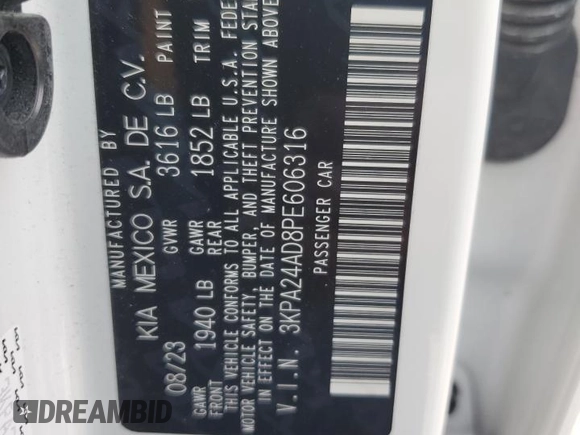 MANUFACTURED BY
KIA MEXICO S.A. DE C.V.
08/23 GVWR 3616 LB PAINT
GAWR FRONT 1940 LB GAWR REAR 1852 LB TRIM
THIS VEHICLE CONFORMS TO ALL APPLICABLE U.S.A. FEDE
MOTOR VEHICLE SAFETY, BUMPER, AND THEFT PREVENTION STA
IN EFFECT ON THE DATE OF MANUFACTURE SHOWN ABOVE
V.I.N. 3KPA24AD8PE606316
PASSENGER CAR
DREAMBID